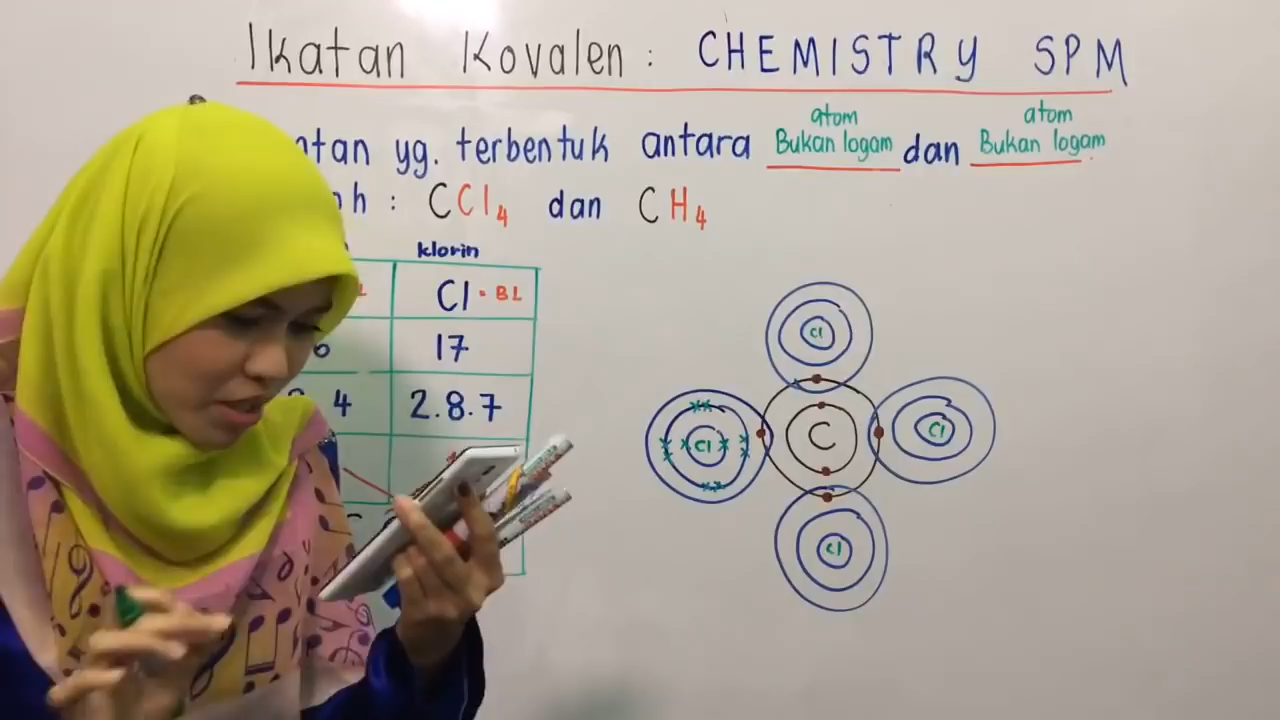 Ikatan Kovalen : CHEMISTRY SPM
atom atom
yg. terbentuk antara Bukan logam dan Bukan logam
: CCl4 dan CH4
klorin
Cl · BL
17
4 2.8.7
Cl
Cl C Cl
Cl